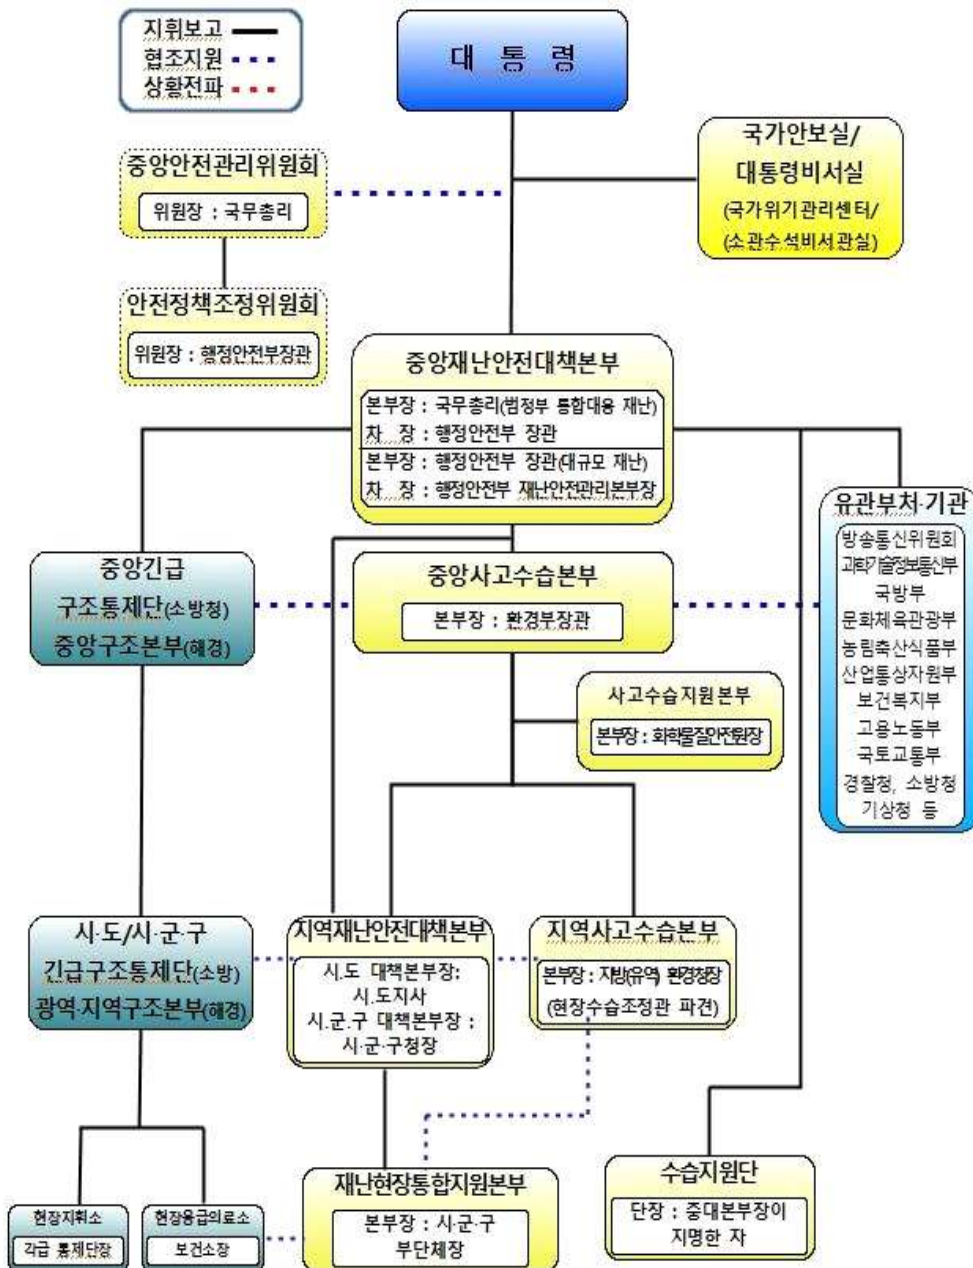 지휘보고
협조지원
상황전파
대 통 령
국가안보실/
대통령비서실
(국가위기관리센터/
(소관수석비서관실)
중앙안전관리위원회
위원장 : 국무총리
안전정책조정위원회
위원장 : 행정안전부장관
중앙재난안전대책본부
본부장 : 국무총리(범정부 통합대응 재난)
차 장 : 행정안전부 장관
본부장 : 행정안전부 장관(대규모 재난)
차 장 : 행정안전부 재난안전관리본부장
유관부처·기관
방송통신위원회
과학기술정보통신부
국방부
문화체육관광부
농림축산식품부
산업통상자원부
보건복지부
고용노동부
국토교통부
경찰청, 소방청
기상청 등
중앙긴급
구조통제단(소방청)
중앙구조본부(해경)
중앙사고수습본부
본부장 : 환경부장관
사고수습지원본부
본부장 : 화학물질안전원장
시·도/시·군·구
긴급구조통제단(소방)
광역·지역구조본부(해경)
지역재난안전대책본부
시.도 대책본부장:
시.도지사
시.군.구 대책본부장 :
시·군·구청장
지역사고수습본부
본부장 : 지방(유역) 환경청장
(현장수습조정관 파견)
현장지휘소
각급 통제단장
현장응급의료소
보건소장
재난현장통합지원본부
본부장 : 시·군·구
부단체장
수습지원단
단장 : 중대본부장이
지명한 자